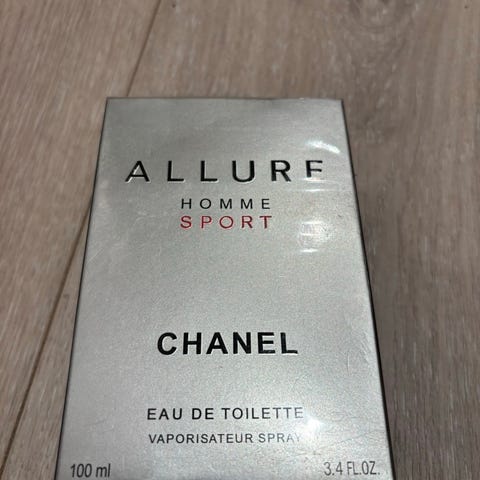 ALLURE
HOMME
SPORT
CHANEL
EAU DE TOILETTE
VAPORISATEUR SPRAY
100 ml 3.4 FL.OZ.